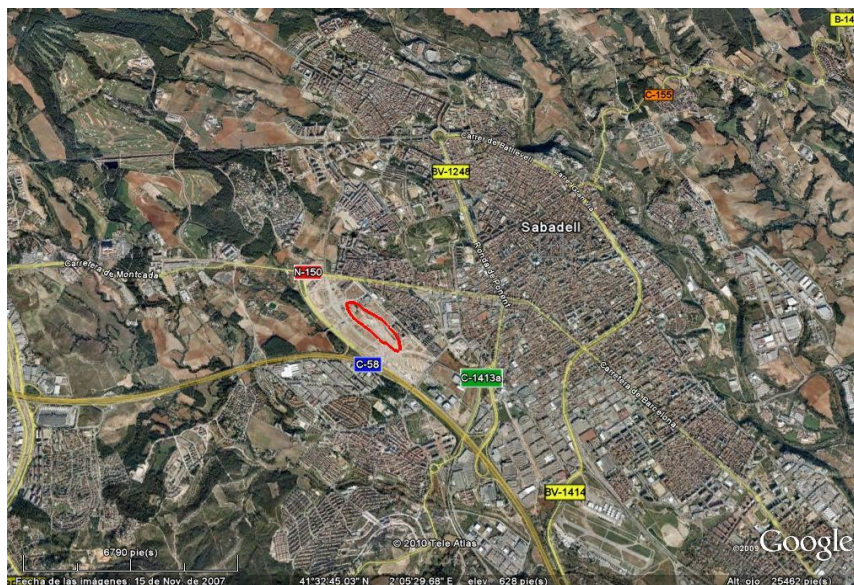 B-14
C-155
Carrer de Batllevell
BV-1248
Sabadell
Ronda de Ponent
Carretera de Montcada
N-150
C-58
C-1413a
Carretera de Barcelona
BV-1414
6790 pie(s)
© 2010 Tele Atlas
©2009 Google
Fecha de las imágenes: 15 de Nov. de 2007 41°32'45.03" N 2°05'29.68" E elev. 628 pie(s) Alt. ojo 25462 pie(s)